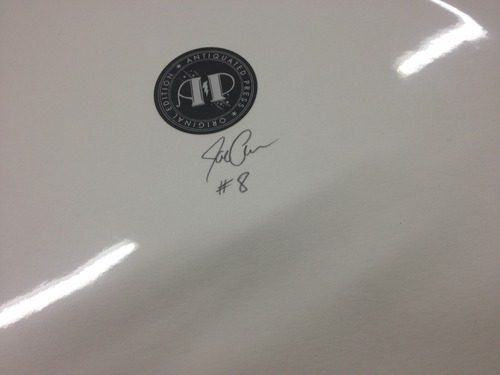 ANTIQUATED PRESS
ORIGINAL EDITION
AP
#8